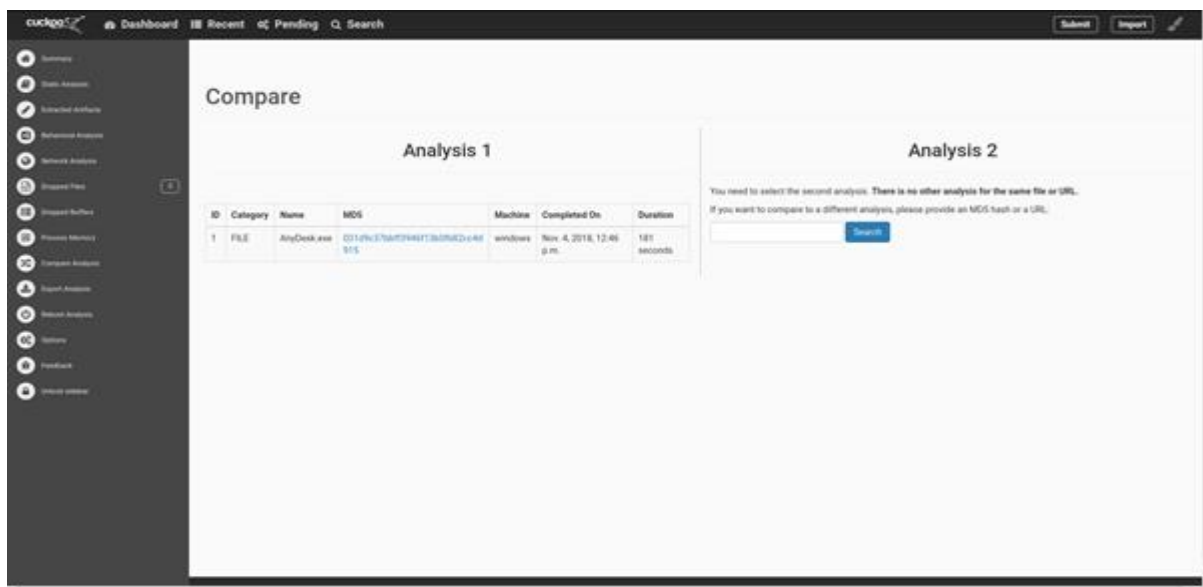 cuckoo Dashboard Recent Pending Search Submit Import
Summary
Static Analysis
Extracted Artifacts
Behavioral Analysis
Network Analysis
Dropped Files 0
Dropped Buffers
Process Memory
Compare Analysis
Export Analysis
Reboot Analysis
Options
Feedback
Unlock sidebar
Compare
Analysis 1
ID Category Name MD5 Machine Completed On Duration
1 FILE AnyDesk.exe windows Nov. 4, 2018, 12:46 181
915 p.m. seconds
Analysis 2
You need to select the second analysis. There is no other analysis for the same file or URL.
If you want to compare to a different analysis, please provide an MD5 hash or a URL.
Search